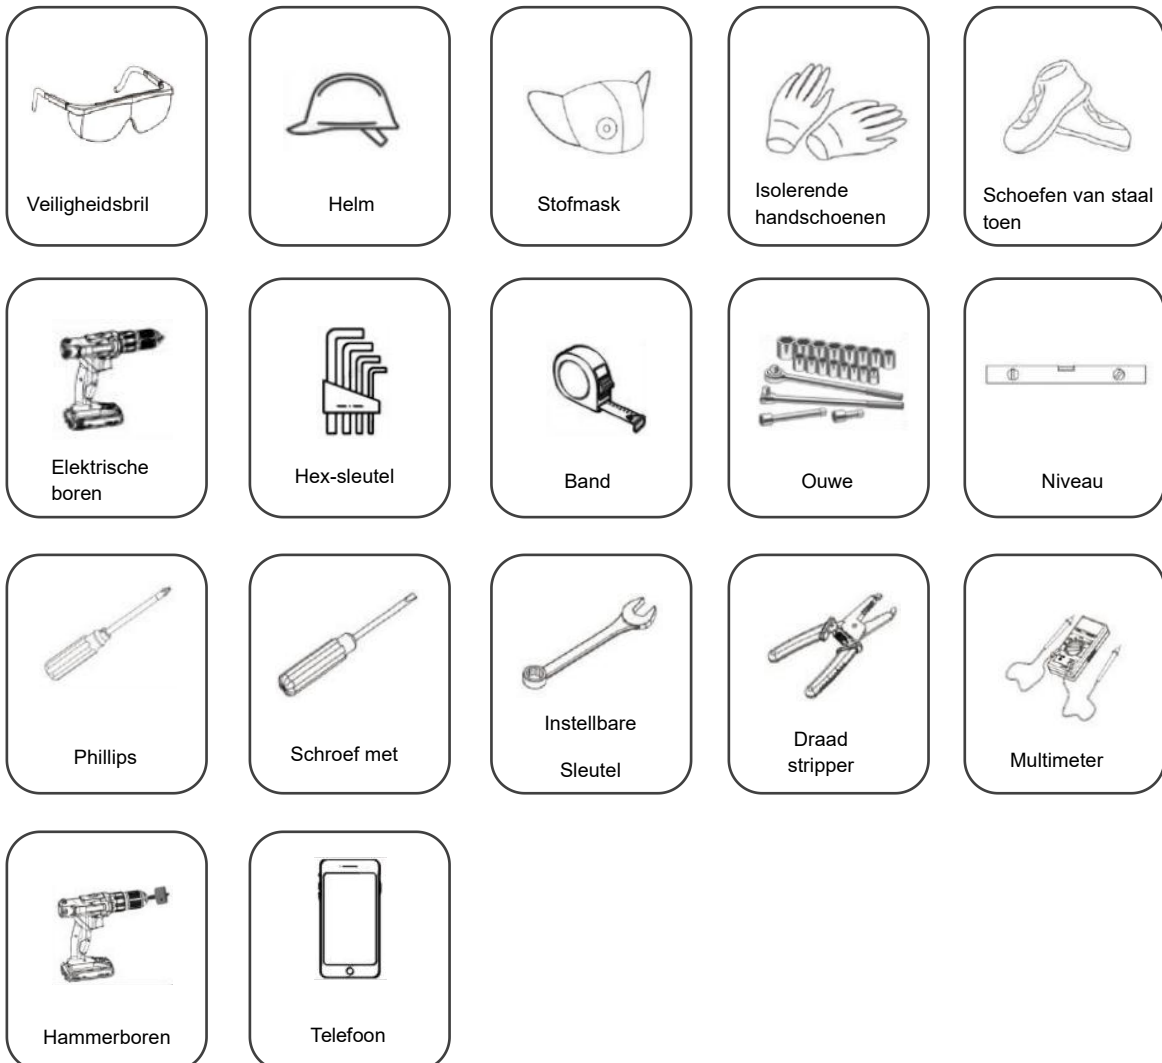 Veiligheidsbril
Helm
Stofmask
Isolerende
handschoenen
Schoefen van staal
toen
Elektrische
boren
Hex-sleutel
Band
Ouwe
Niveau
Phillips
Schroef met
Instellbare
Sleutel
Draad
stripper
Multimeter
Hammerboren
Telefoon